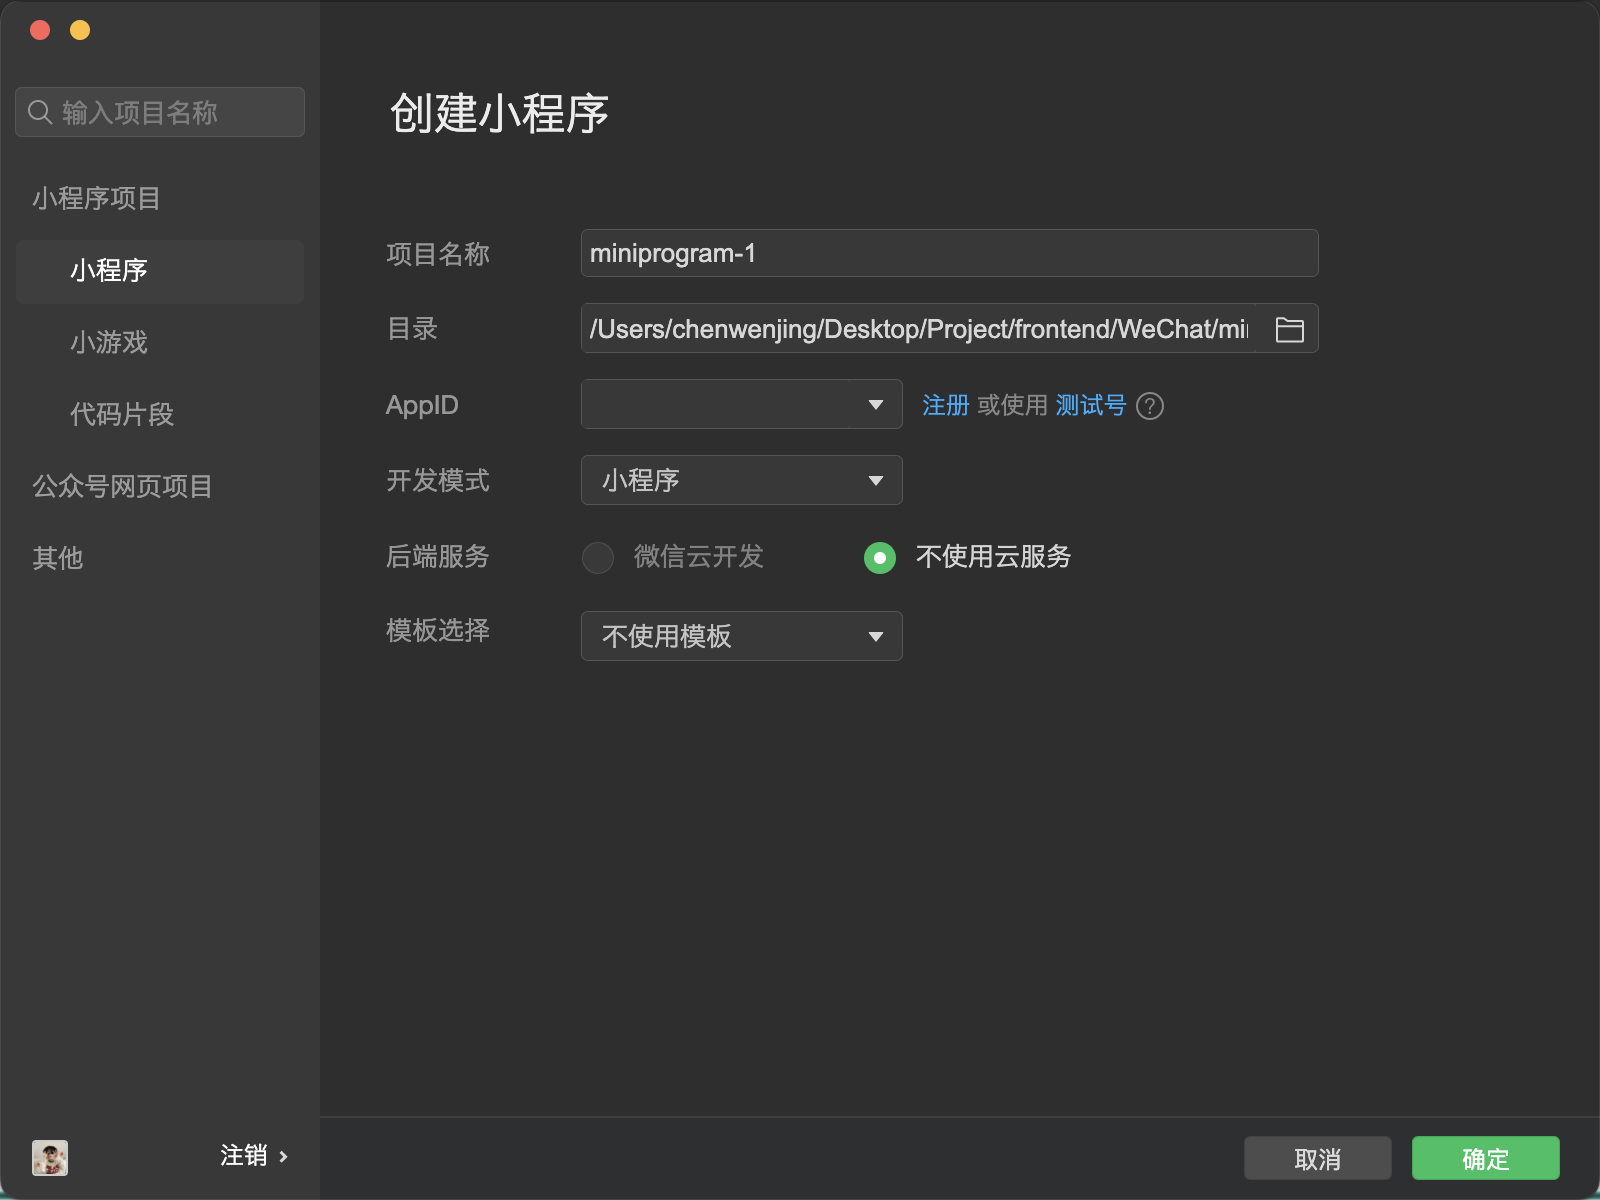 输入项目名称
小程序项目
小程序
小游戏
代码片段
公众号网页项目
其他
注销
创建小程序
项目名称 miniprogram-1
目录 /Users/chenwenjing/Desktop/Project/frontend/WeChat/min
AppID 注册 或使用 测试号 ?
开发模式 小程序
后端服务 微信云开发 不使用云服务
模板选择 不使用模板
取消 确定